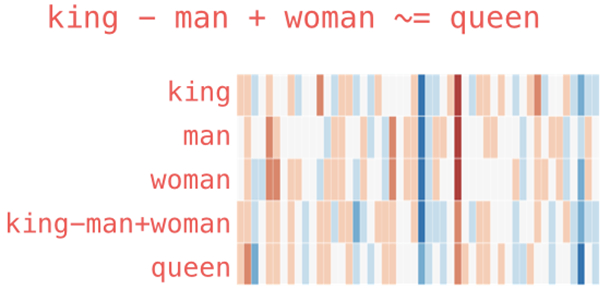 king − man + woman ~= queen
king
man
woman
king−man+woman
queen